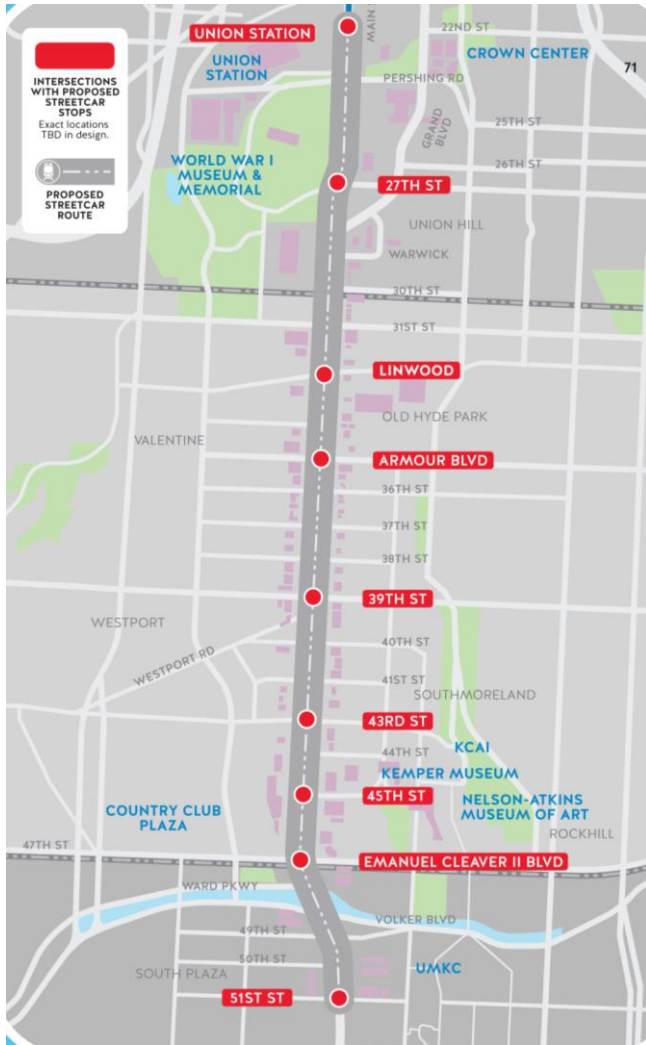 UNION STATION
MAIN
22ND ST
UNION
STATION
CROWN CENTER
71
INTERSECTIONS
WITH PROPOSED
STREETCAR
STOPS
Exact locations
TBD in design.
PROPOSED
STREETCAR
ROUTE
PERSHING RD
GRAND
BLVD
25TH ST
26TH ST
WORLD WAR I
MUSEUM &
MEMORIAL
27TH ST
UNION HILL
WARWICK
30TH ST
31ST ST
LINWOOD
OLD HYDE PARK
VALENTINE
ARMOUR BLVD
36TH ST
37TH ST
38TH ST
39TH ST
WESTPORT
WESTPORT RD
40TH ST
41ST ST
SOUTHMORELAND
43RD ST
44TH ST
KCAI
KEMPER MUSEUM
45TH ST
NELSON-ATKINS
MUSEUM OF ART
COUNTRY CLUB
PLAZA
ROCKHILL
47TH ST
EMANUEL CLEAVER II BLVD
WARD PKWY
VOLKER BLVD
49TH ST
50TH ST
SOUTH PLAZA
UMKC
51ST ST